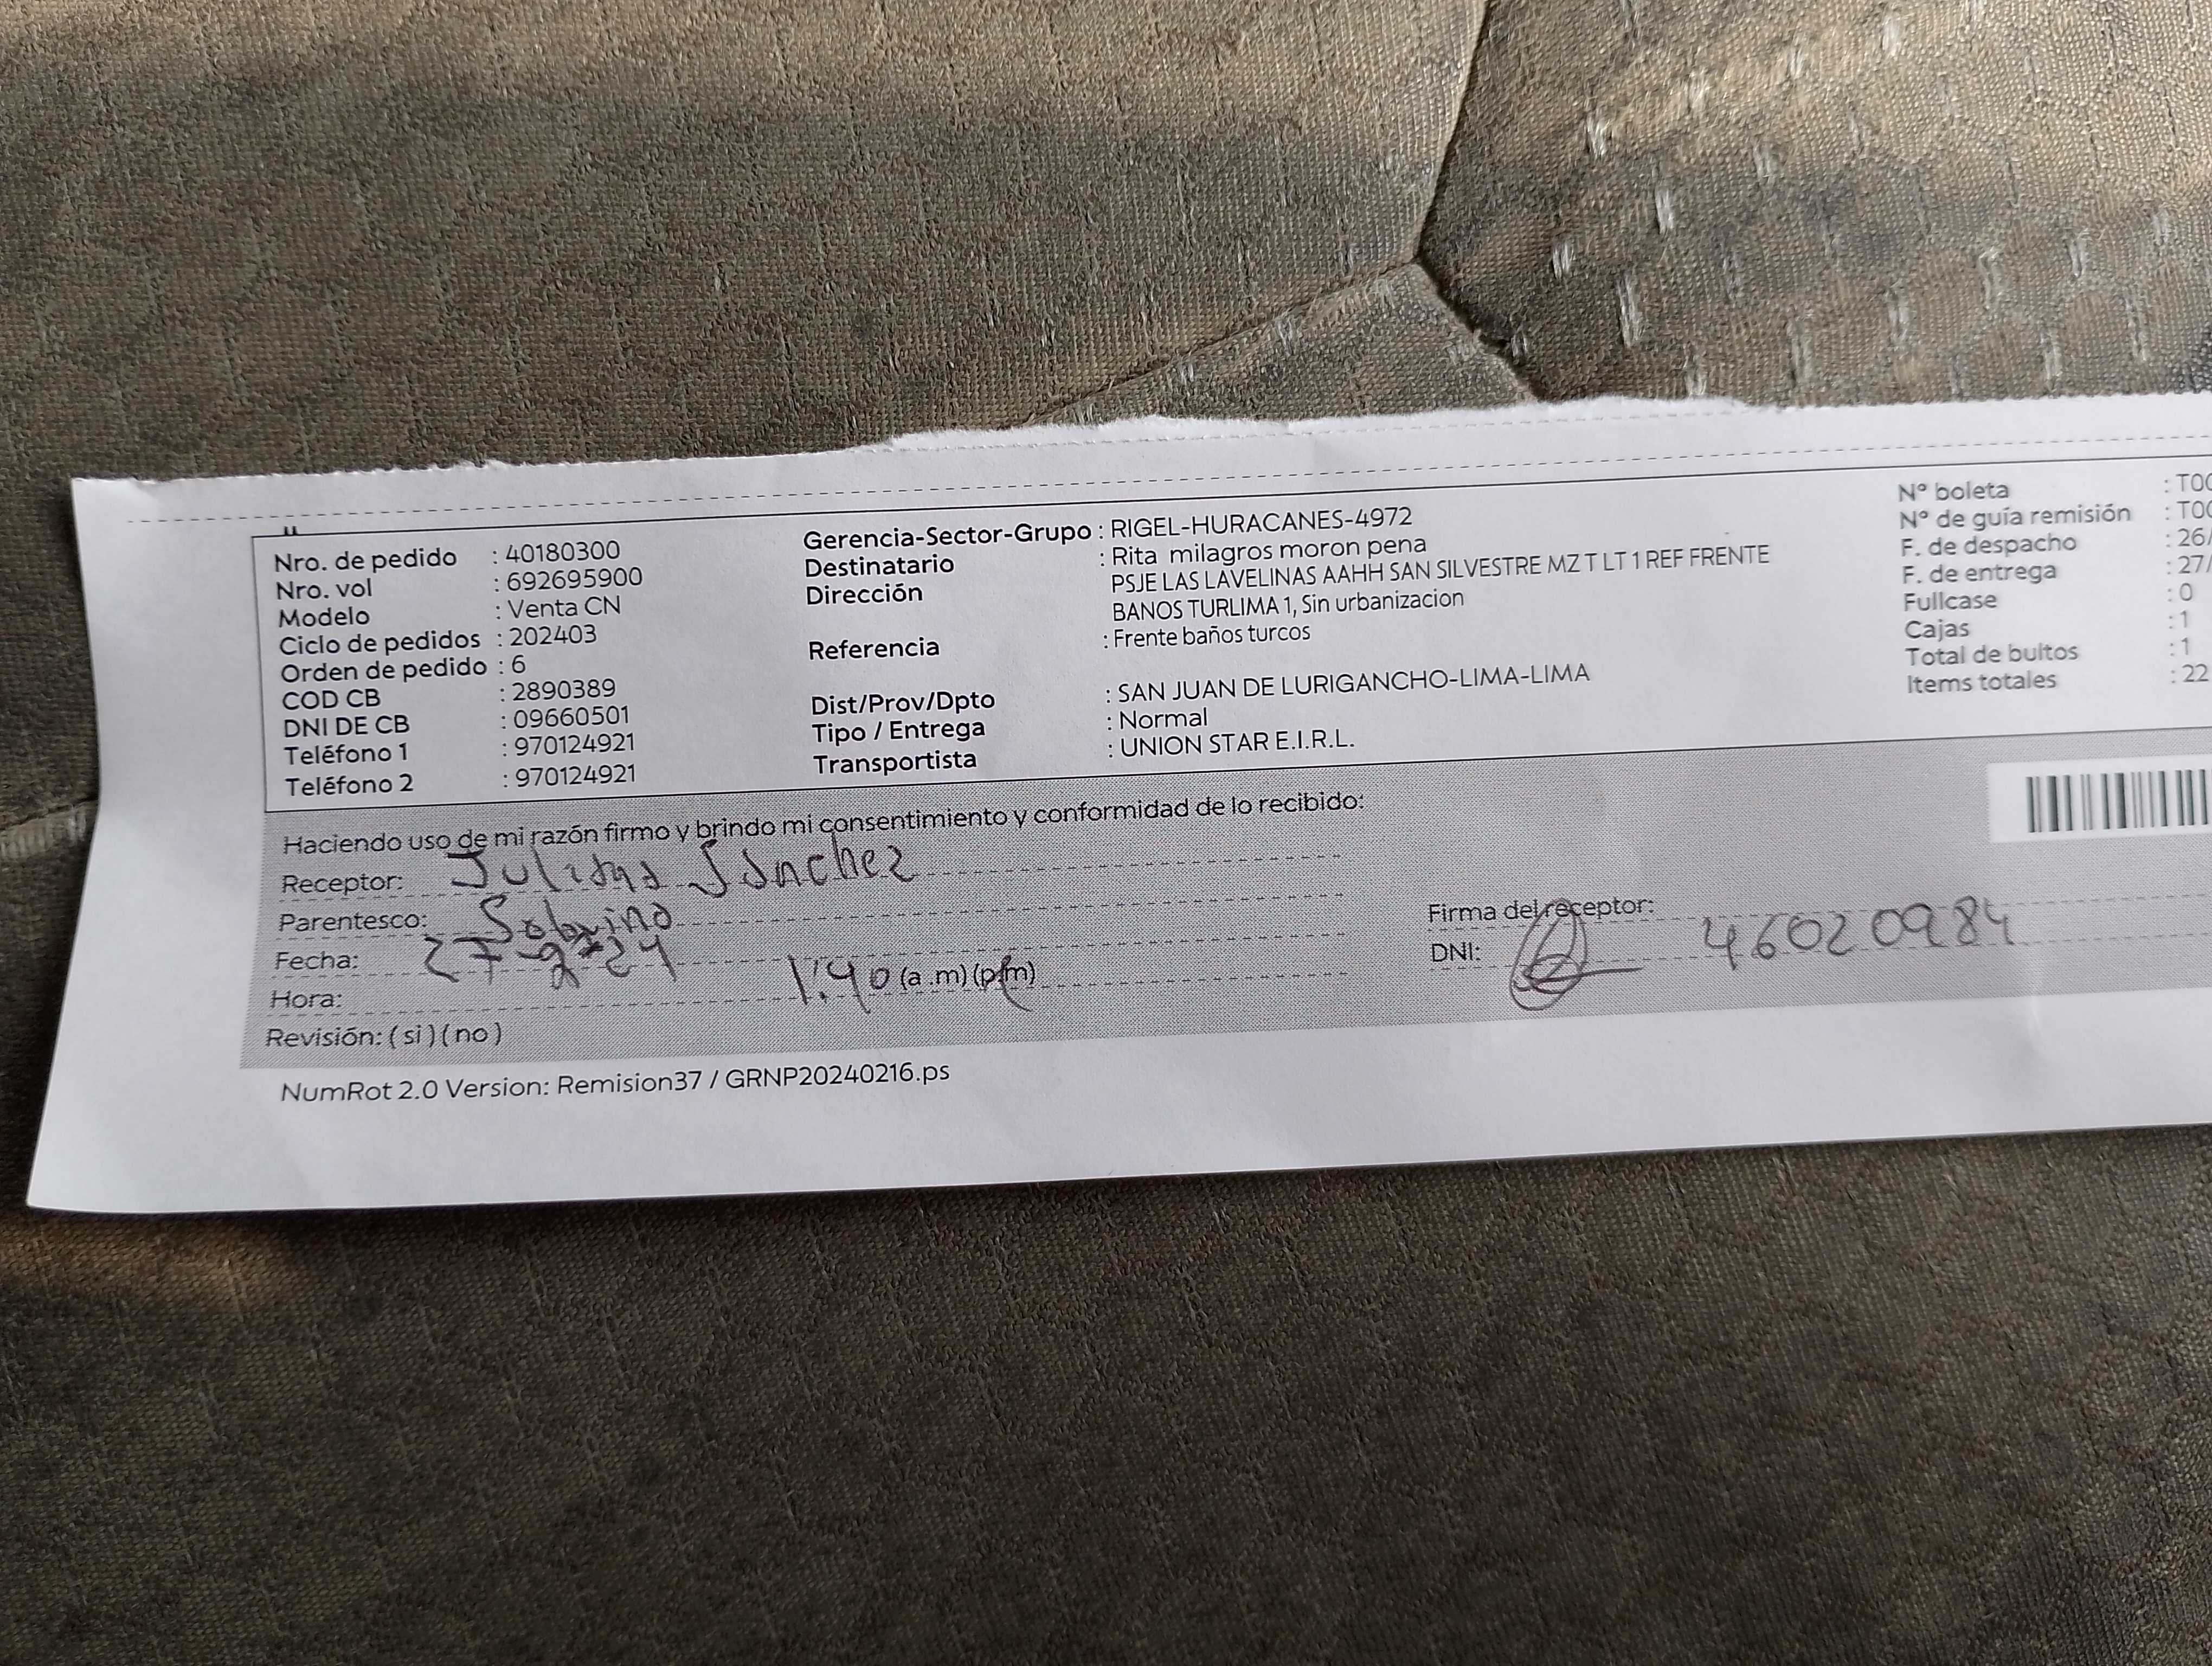 Nro. de pedido : 40180300
Nro. vol : 692695900
Modelo : Venta CN
Ciclo de pedidos : 202403
Orden de pedido : 6
COD CB : 2890389
DNI DE CB : 09660501
Teléfono 1 : 970124921
Teléfono 2 : 970124921
Gerencia-Sector-Grupo : RIGEL-HURACANES-4972
Destinatario : Rita milagros moron pena
Dirección PSJE LAS LAVELINAS AAHH SAN SILVESTRE MZ T LT 1 REF FRENTE
BANOS TURLIMA 1, Sin urbanizacion
Referencia : Frente baños turcos
Dist/Prov/Dpto : SAN JUAN DE LURIGANCHO-LIMA-LIMA
Tipo / Entrega : Normal
Transportista : UNION STAR E.I.R.L.
Nº boleta : T00
Nº de guía remisión : T00
F. de despacho : 26/
F. de entrega : 27/
Fullcase : 0
Cajas : 1
Total de bultos : 1
Items totales : 22
Haciendo uso de mi razón firmo y brindo mi consentimiento y conformidad de lo recibido:
Receptor: Sánchez
Parentesco: Sobrino
Fecha: 27-2-24
Hora: 1:40 (a .m) (p.m)
Revisión: ( si ) ( no )
Firma del receptor:
DNI: 46020984
NumRot 2.0 Version: Remision37 / GRNP20240216.ps